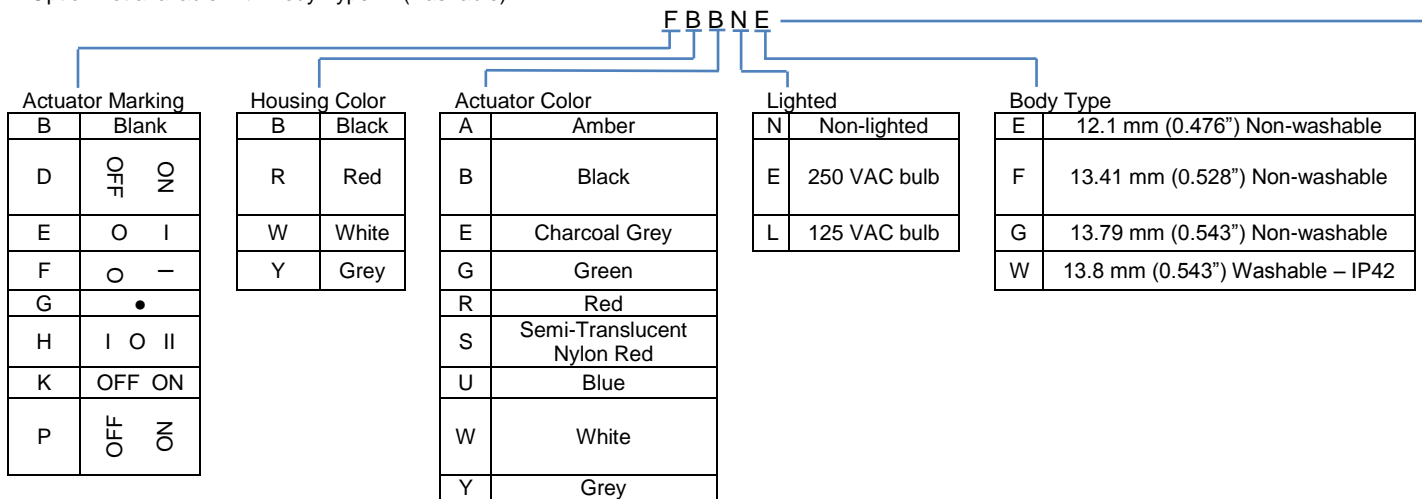 F B B N E
Actuator Marking
B Blank
D OFF ON
E O I
F O –
G ●
H I O II
K OFF ON
P OFF ON
Housing Color
B Black
R Red
W White
Y Grey
Actuator Color
A Amber
B Black
E Charcoal Grey
G Green
R Red
S Semi-Translucent
Nylon Red
U Blue
W White
Y Grey
Lighted
N Non-lighted
E 250 VAC bulb
L 125 VAC bulb
Body Type
E 12.1 mm (0.476”) Non-washable
F 13.41 mm (0.528”) Non-washable
G 13.79 mm (0.543”) Non-washable
W 13.8 mm (0.543”) Washable – IP42